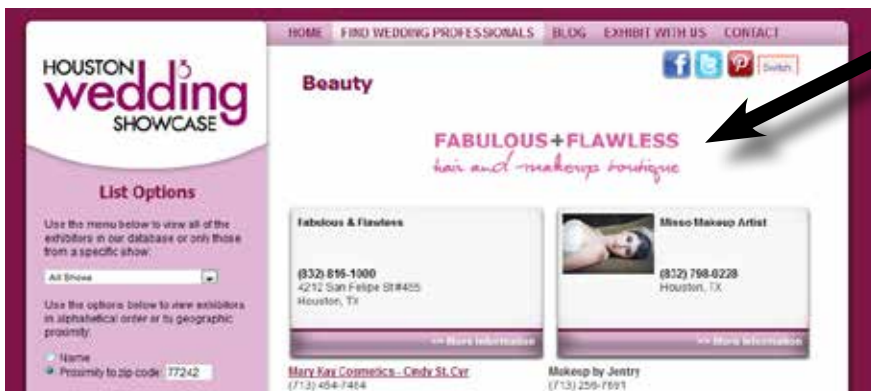 HOME FIND WEDDING PROFESSIONALS BLOG EXHIBIT WITH US CONTACT
HOUSTON
wedding
SHOWCASE
Switch
Beauty
FABULOUS+FLAWLESS
hair and makeup boutique
List Options
Use the menu below to view all of the
exhibitors in our database or only those
from a specific show:
All Shows
Use the options below to view exhibitors
in alphabetical order or its geographic
proximity.
Name
Proximity to zip code: 77242
Fabulous & Flawless
(832) 816-1000
4212 San Felipe St #455
Houston, TX
>> More Information
Misso Makeup Artist
(832) 798-0228
Houston, TX
>> More Information
Mary Kay Cosmetics - Cindy St. Cyr
(713) 464-7464
Makeup by Jentry
(713) 256-7691